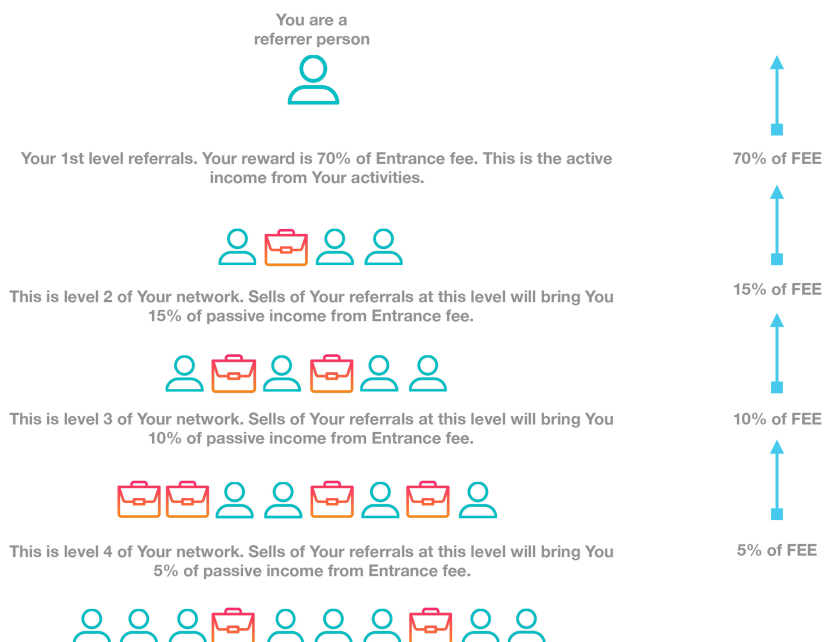 You are a
referrer person
Your 1st level referrals. Your reward is 70% of Entrance fee. This is the active
income from Your activities.
70% of FEE
This is level 2 of Your network. Sells of Your referrals at this level will bring You
15% of passive income from Entrance fee.
15% of FEE
This is level 3 of Your network. Sells of Your referrals at this level will bring You
10% of passive income from Entrance fee.
10% of FEE
This is level 4 of Your network. Sells of Your referrals at this level will bring You
5% of passive income from Entrance fee.
5% of FEE